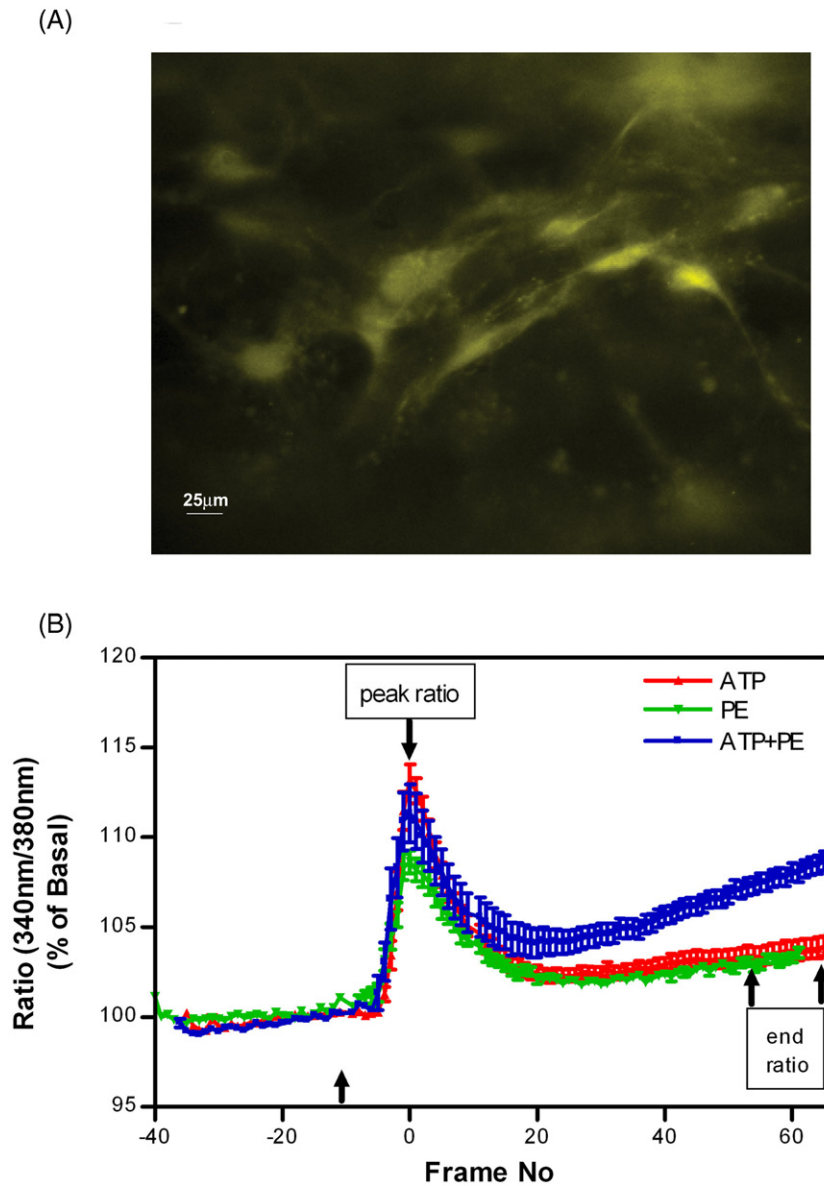 (A)
25μm
(B)
120
115
110
105
100
95
-40
-20
0
20
40
60
Ratio (340nm/380nm)
(% of Basal)
Frame No
peak ratio
ATP
PE
ATP+PE
end
ratio